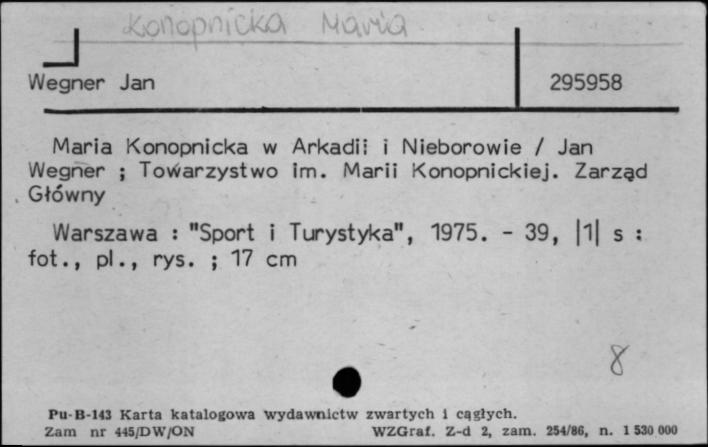 Konopnicka Maria
Wegner Jan 295958
Maria Konopnicka w Arkadii i Nieborowie / Jan
Wegner ; Towarzystwo im. Marii Konopnickiej. Zarząd
Główny
Warszawa : "Sport i Turystyka", 1975. - 39, |1| s :
fot., pl., rys. ; 17 cm
8
Pu-B-143 Karta katalogowa wydawnictw zwartych i cągłych.
Zam nr 445/DW/ON WZGraf. Z-d 2, zam. 254/86, n. 1 530 000